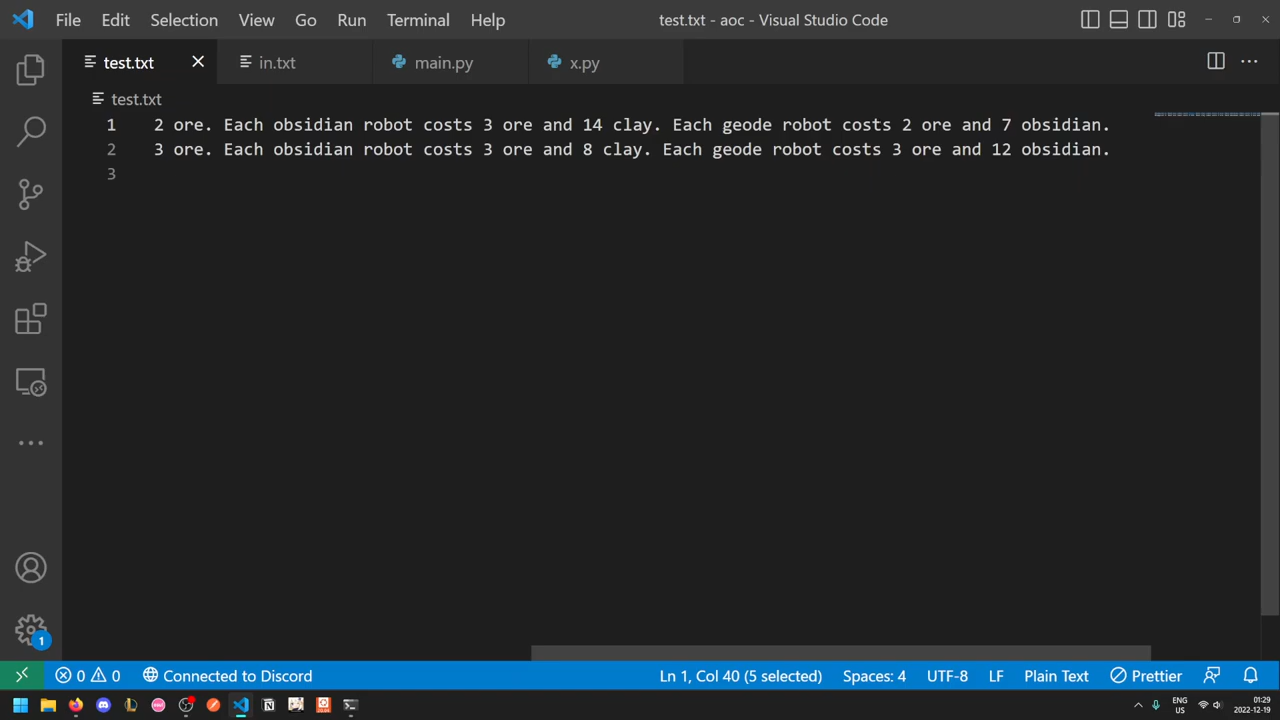 File Edit Selection View Go Run Terminal Help test.txt - aoc - Visual Studio Code
test.txt in.txt main.py x.py
test.txt
1 2 ore. Each obsidian robot costs 3 ore and 14 clay. Each geode robot costs 2 ore and 7 obsidian.
2 3 ore. Each obsidian robot costs 3 ore and 8 clay. Each geode robot costs 3 ore and 12 obsidian.
3
1
0 0 Connected to Discord Ln 1, Col 40 (5 selected) Spaces: 4 UTF-8 LF Plain Text Prettier
ENG 01:29
US 2022-12-19